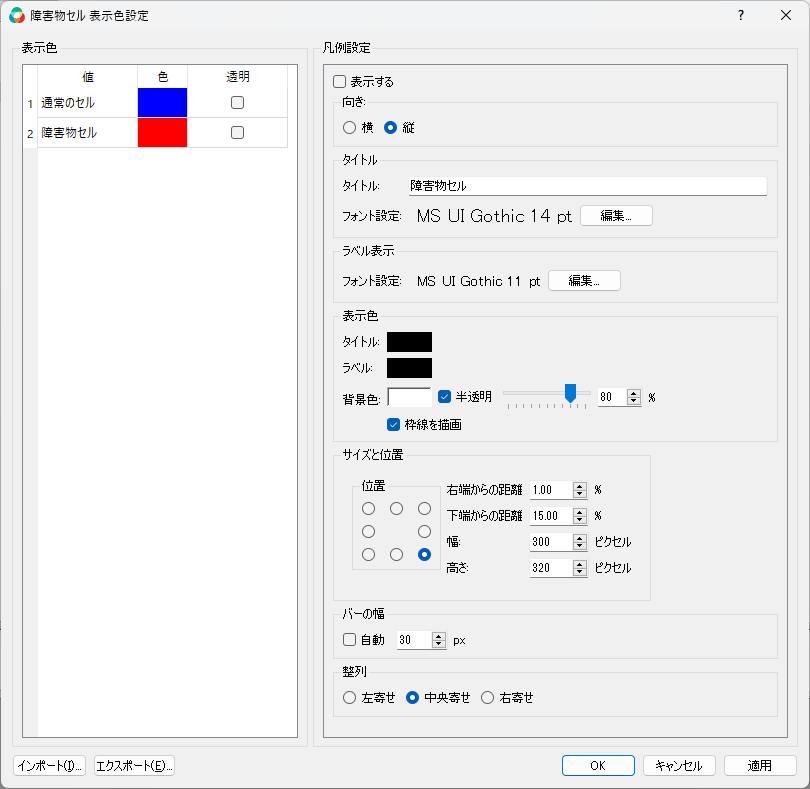 障害物セル 表示色設定
?
表示色
値 色 透明
1 通常のセル
2 障害物セル
凡例設定
表示する
向き:
横 縦
タイトル
タイトル: 障害物セル
フォント設定: MS UI Gothic 14 pt 編集...
ラベル表示
フォント設定: MS UI Gothic 11 pt 編集...
表示色
タイトル:
ラベル:
背景色: 半透明 80 %
枠線を描画
サイズと位置
位置
右端からの距離 1.00 %
下端からの距離 15.00 %
幅: 300 ピクセル
高さ: 320 ピクセル
バーの幅
自動 30 px
整列
左寄せ 中央寄せ 右寄せ
インポート(I)... エクスポート(E)... OK キャンセル 適用